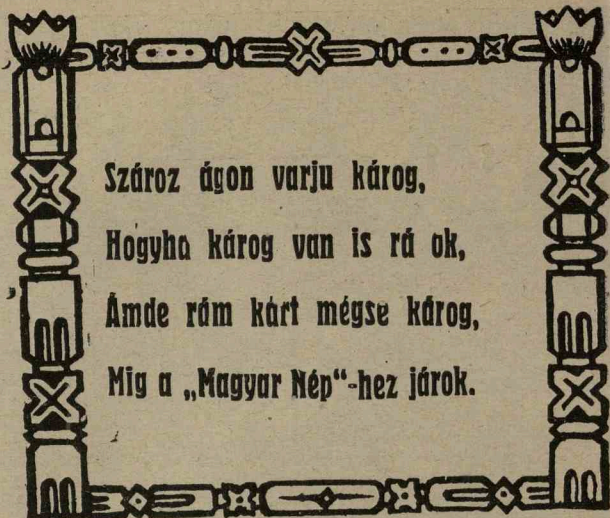 Szároz ágon varju károg,
Hogyha károg van is rá ok,
Ámde rám kárt mégse károg,
Mig a „Magyar Nép“-hez járok.